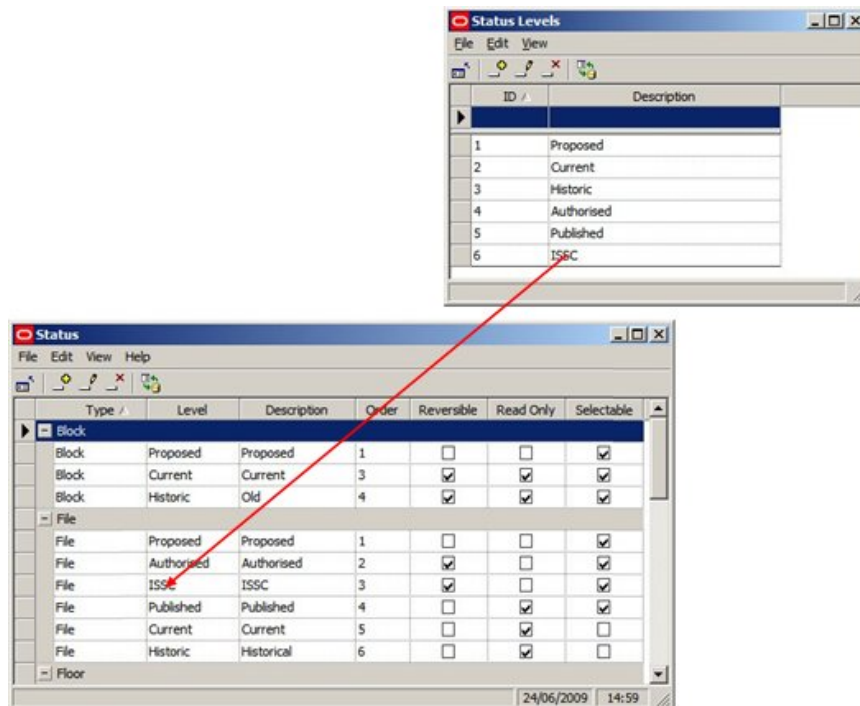 Status Levels
File Edit View
ID Description
1 Proposed
2 Current
3 Historic
4 Authorised
5 Published
6 ISSC
Status
File Edit View Help
Type Level Description Order Reversible Read Only Selectable
Block
Block Proposed Proposed 1
Block Current Current 3
Block Historic Old 4
File
File Proposed Proposed 1
File Authorised Authorised 2
File ISSC ISSC 3
File Published Published 4
File Current Current 5
File Historic Historical 6
Floor
24/06/2009 14:59